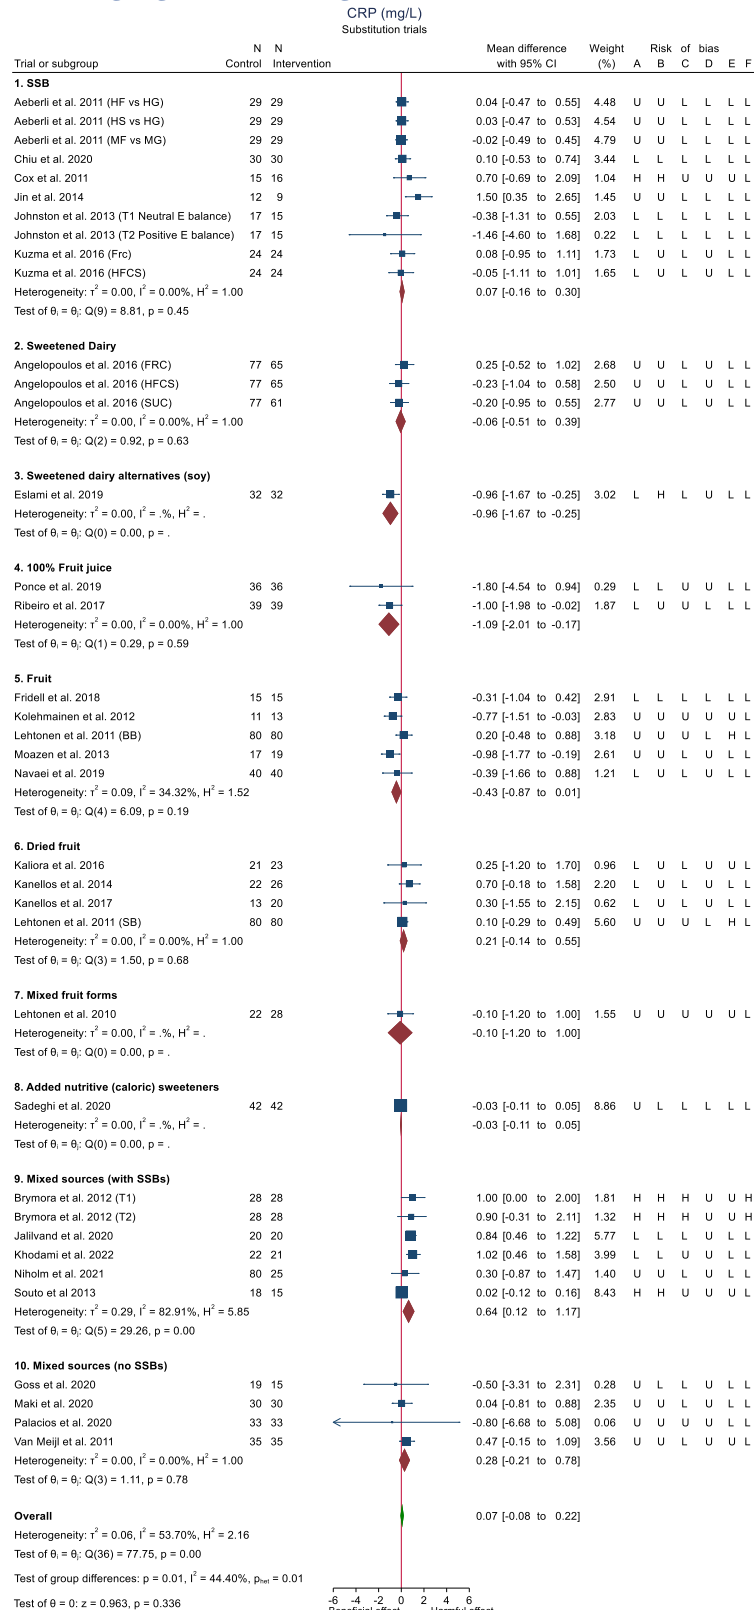 CRP (mg/L)
Substitution trials
N N Mean difference Weight Risk of bias
Trial or subgroup Control Intervention with 95% CI (%) A B C D E F
1. SSB
Aeberli et al. 2011 (HF vs HG) 29 29 0.04 [-0.47 to 0.55] 4.48 U U L L L L
Aeberli et al. 2011 (HS vs HG) 29 29 0.03 [-0.47 to 0.53] 4.54 U U L L L L
Aeberli et al. 2011 (MF vs MG) 29 29 -0.02 [-0.49 to 0.45] 4.79 U U L L L L
Chiu et al. 2020 30 30 0.10 [-0.53 to 0.74] 3.44 L L L L L L
Cox et al. 2011 15 16 0.70 [-0.69 to 2.09] 1.04 H H U U U L
Jin et al. 2014 12 9 1.50 [0.35 to 2.65] 1.45 U U L L L L
Johnston et al. 2013 (T1 Neutral E balance) 17 15 -0.38 [-1.31 to 0.55] 2.03 L L L L L L
Johnston et al. 2013 (T2 Positive E balance) 17 15 -1.46 [-4.60 to 1.68] 0.22 L L L L L L
Kuzma et al. 2016 (Frc) 24 24 0.08 [-0.95 to 1.11] 1.73 L U L U L L
Kuzma et al. 2016 (HFCS) 24 24 -0.05 [-1.11 to 1.01] 1.65 L U L U L L
Heterogeneity: τ² = 0.00, I² = 0.00%, H² = 1.00 0.07 [-0.16 to 0.30]
Test of θᵢ = θⱼ: Q(9) = 8.81, p = 0.45
2. Sweetened Dairy
Angelopoulos et al. 2016 (FRC) 77 65 0.25 [-0.52 to 1.02] 2.68 U U L U L L
Angelopoulos et al. 2016 (HFCS) 77 65 -0.23 [-1.04 to 0.58] 2.50 U U L U L L
Angelopoulos et al. 2016 (SUC) 77 61 -0.20 [-0.95 to 0.55] 2.77 U U L U L L
Heterogeneity: τ² = 0.00, I² = 0.00%, H² = 1.00 -0.06 [-0.51 to 0.39]
Test of θᵢ = θⱼ: Q(2) = 0.92, p = 0.63
3. Sweetened dairy alternatives (soy)
Eslami et al. 2019 32 32 -0.96 [-1.67 to -0.25] 3.02 L H L U L L
Heterogeneity: τ² = 0.00, I² = .%, H² = . -0.96 [-1.67 to -0.25]
Test of θᵢ = θⱼ: Q(0) = 0.00, p = .
4. 100% Fruit juice
Ponce et al. 2019 36 36 -1.80 [-4.54 to 0.94] 0.29 L L U U L L
Ribeiro et al. 2017 39 39 -1.00 [-1.98 to -0.02] 1.87 L U U L L L
Heterogeneity: τ² = 0.00, I² = 0.00%, H² = 1.00 -1.09 [-2.01 to -0.17]
Test of θᵢ = θⱼ: Q(1) = 0.29, p = 0.59
5. Fruit
Fridell et al. 2018 15 15 -0.31 [-1.04 to 0.42] 2.91 L L L L L L
Kolehmainen et al. 2012 11 13 -0.77 [-1.51 to -0.03] 2.83 U U U U U L
Lehtonen et al. 2011 (BB) 80 80 0.20 [-0.48 to 0.88] 3.18 U U U L H L
Moazen et al. 2013 17 19 -0.98 [-1.77 to -0.19] 2.61 U U L U L L
Navaei et al. 2019 40 40 -0.39 [-1.66 to 0.88] 1.21 L U L U L L
Heterogeneity: τ² = 0.09, I² = 34.32%, H² = 1.52 -0.43 [-0.87 to 0.01]
Test of θᵢ = θⱼ: Q(4) = 6.09, p = 0.19
6. Dried fruit
Kaliora et al. 2016 21 23 0.25 [-1.20 to 1.70] 0.96 L U L U U L
Kanellos et al. 2014 22 26 0.70 [-0.18 to 1.58] 2.20 L U L U L L
Kanellos et al. 2017 13 20 0.30 [-1.55 to 2.15] 0.62 L U L U L L
Lehtonen et al. 2011 (SB) 80 80 0.10 [-0.29 to 0.49] 5.60 U U U L H L
Heterogeneity: τ² = 0.00, I² = 0.00%, H² = 1.00 0.21 [-0.14 to 0.55]
Test of θᵢ = θⱼ: Q(3) = 1.50, p = 0.68
7. Mixed fruit forms
Lehtonen et al. 2010 22 28 -0.10 [-1.20 to 1.00] 1.55 U U U U U L
Heterogeneity: τ² = 0.00, I² = .%, H² = . -0.10 [-1.20 to 1.00]
Test of θᵢ = θⱼ: Q(0) = 0.00, p = .
8. Added nutritive (caloric) sweeteners
Sadeghi et al. 2020 42 42 -0.03 [-0.11 to 0.05] 8.86 U L L L L L
Heterogeneity: τ² = 0.00, I² = .%, H² = . -0.03 [-0.11 to 0.05]
Test of θᵢ = θⱼ: Q(0) = 0.00, p = .
9. Mixed sources (with SSBs)
Brymora et al. 2012 (T1) 28 28 1.00 [0.00 to 2.00] 1.81 H H H U U H
Brymora et al. 2012 (T2) 28 28 0.90 [-0.31 to 2.11] 1.32 H H H U U H
Jalilvand et al. 2020 20 20 0.84 [0.46 to 1.22] 5.77 L L L U L L
Khodami et al. 2022 22 21 1.02 [0.46 to 1.58] 3.99 L L U U L L
Niholm et al. 2021 80 25 0.30 [-0.87 to 1.47] 1.40 U U L U L L
Souto et al 2013 18 15 0.02 [-0.12 to 0.16] 8.43 H H U U U L
Heterogeneity: τ² = 0.29, I² = 82.91%, H² = 5.85 0.64 [0.12 to 1.17]
Test of θᵢ = θⱼ: Q(5) = 29.26, p = 0.00
10. Mixed sources (no SSBs)
Goss et al. 2020 19 15 -0.50 [-3.31 to 2.31] 0.28 U L L U L L
Maki et al. 2020 30 30 0.04 [-0.81 to 0.88] 2.35 U U L U L L
Palacios et al. 2020 33 33 -0.80 [-6.68 to 5.08] 0.06 U U U U L L
Van Meijl et al. 2011 35 35 0.47 [-0.15 to 1.09] 3.56 U U L U U L
Heterogeneity: τ² = 0.00, I² = 0.00%, H² = 1.00 0.28 [-0.21 to 0.78]
Test of θᵢ = θⱼ: Q(3) = 1.11, p = 0.78
Overall 0.07 [-0.08 to 0.22]
Heterogeneity: τ² = 0.06, I² = 53.70%, H² = 2.16
Test of θᵢ = θⱼ: Q(36) = 77.75, p = 0.00
Test of group differences: p = 0.01, I² = 44.40%, pₕₑₜ = 0.01
-6 -4 -2 0 2 4 6
Test of θ = 0: z = 0.963, p = 0.336
Beneficial effect Harmful effect